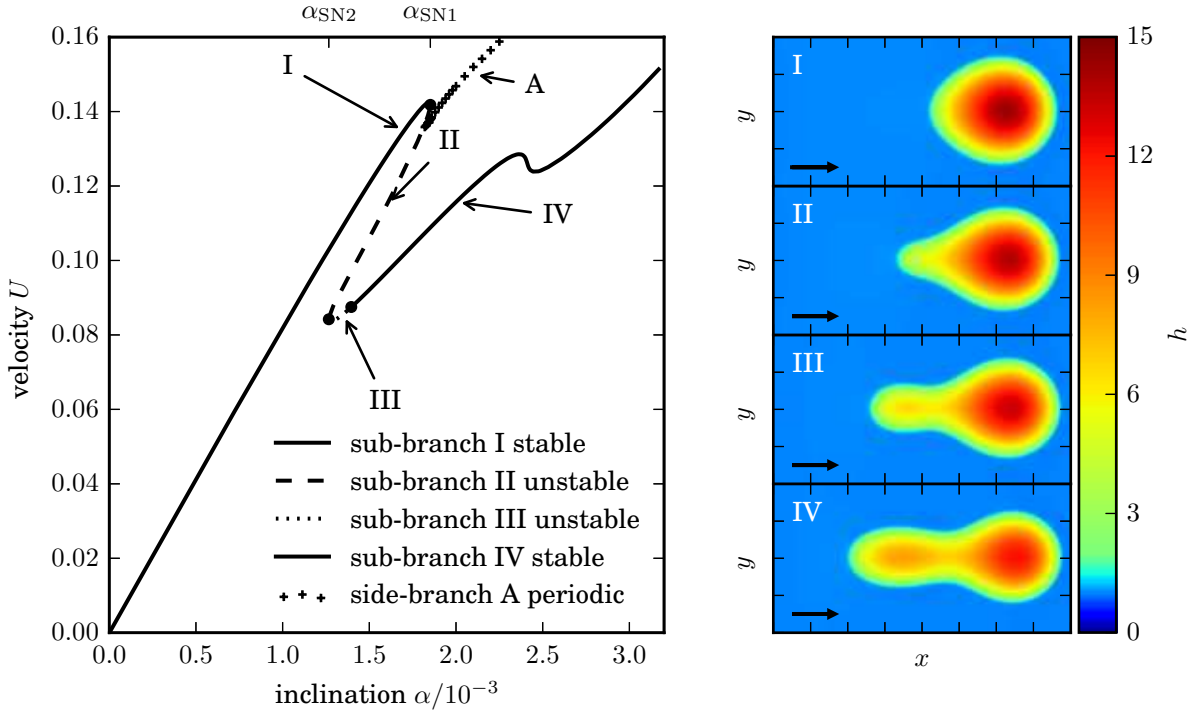 α_SN2 α_SN1
0.16
0.14
0.12
0.10
0.08
0.06
0.04
0.02
0.00
velocity U
I
A
II
IV
III
sub-branch I stable
sub-branch II unstable
sub-branch III unstable
sub-branch IV stable
side-branch A periodic
0.0 0.5 1.0 1.5 2.0 2.5 3.0
inclination α/10⁻³
I
y
II
y
III
y
IV
y
x
15
12
9
6
3
0
h